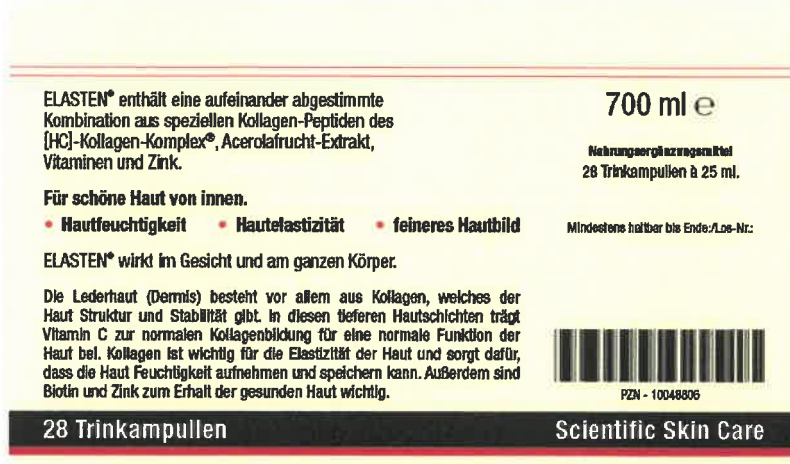 ELASTEN® enthält eine aufeinander abgestimmte
Kombination aus speziellen Kollagen-Peptiden des
[HC]-Kollagen-Komplex®, Acerolafrucht-Extrakt,
Vitaminen und Zink.
Für schöne Haut von innen.
• Hautfeuchtigkeit • Hautelastizität • feineres Hautbild
ELASTEN® wirkt im Gesicht und am ganzen Körper.
Die Lederhaut (Dermis) besteht vor allem aus Kollagen, welches der
Haut Struktur und Stabilität gibt. In diesen tieferen Hautschichten trägt
Vitamin C zur normalen Kollagenbildung für eine normale Funktion der
Haut bei. Kollagen ist wichtig für die Elastizität der Haut und sorgt dafür,
dass die Haut Feuchtigkeit aufnehmen und speichern kann. Außerdem sind
Biotin und Zink zum Erhalt der gesunden Haut wichtig.
700 ml ℮
Nahrungsergänzungsmittel
28 Trinkampullen à 25 ml.
Mindestens haltbar bis Ende:/Los-Nr.:
PZN - 10048806
28 Trinkampullen
Scientific Skin Care